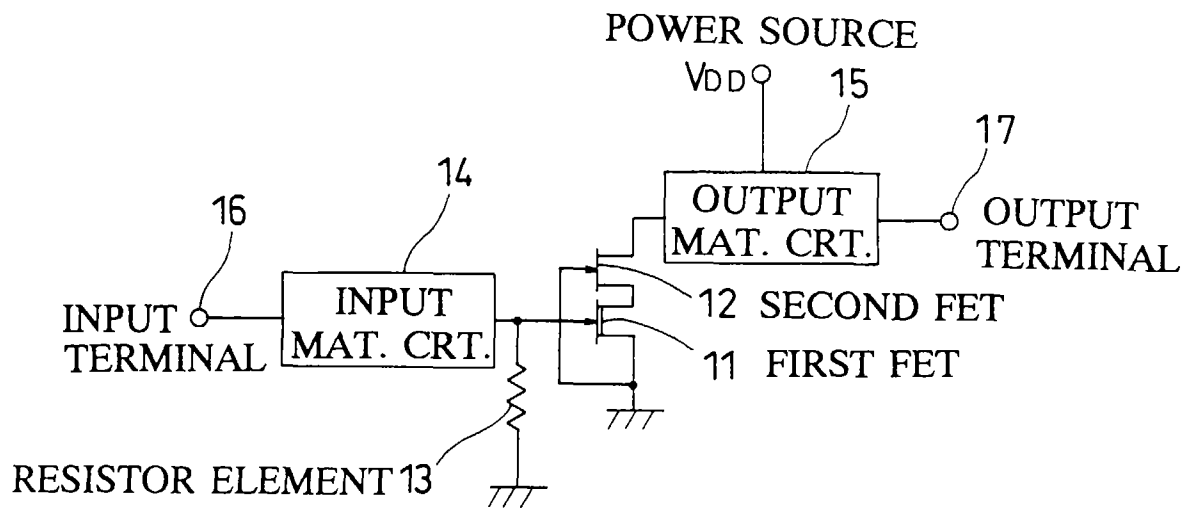 POWER SOURCE
VDD
15
17
14
16
OUTPUT
MAT. CRT.
OUTPUT
TERMINAL
INPUT
MAT. CRT.
INPUT
TERMINAL
12 SECOND FET
11 FIRST FET
RESISTOR ELEMENT 13